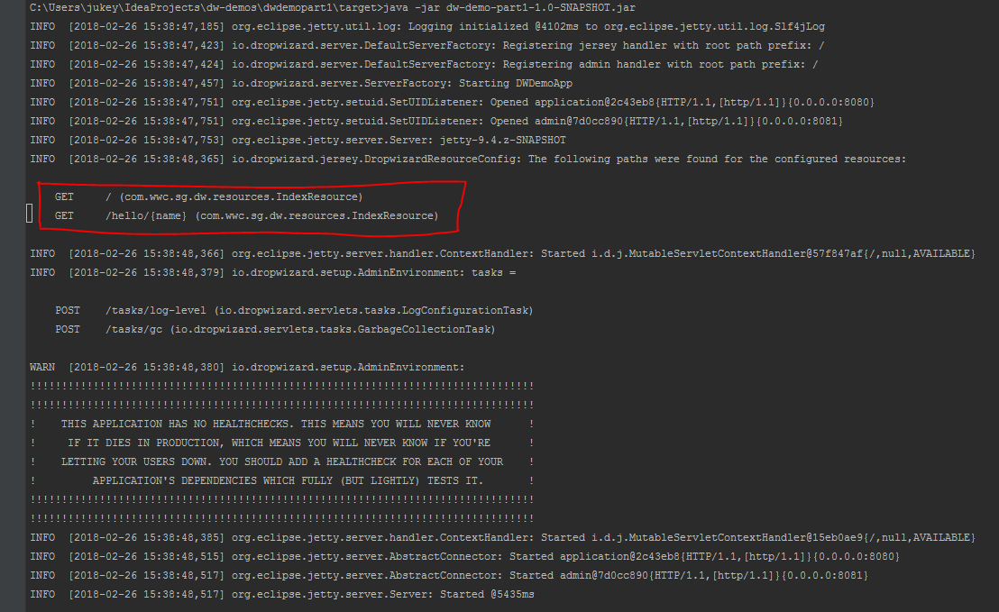 C:\Users\jukey\IdeaProjects\dw-demos\dwdemopart1\target>java -jar dw-demo-part1-1.0-SNAPSHOT.jar
INFO  [2018-02-26 15:38:47,185] org.eclipse.jetty.util.log: Logging initialized @4102ms to org.eclipse.jetty.util.log.Slf4jLog
INFO  [2018-02-26 15:38:47,423] io.dropwizard.server.DefaultServerFactory: Registering jersey handler with root path prefix: /
INFO  [2018-02-26 15:38:47,424] io.dropwizard.server.DefaultServerFactory: Registering admin handler with root path prefix: /
INFO  [2018-02-26 15:38:47,457] io.dropwizard.server.ServerFactory: Starting DWDemoApp
INFO  [2018-02-26 15:38:47,751] org.eclipse.jetty.setuid.SetUIDListener: Opened application@2c43eb8{HTTP/1.1,[http/1.1]}{0.0.0.0:8080}
INFO  [2018-02-26 15:38:47,751] org.eclipse.jetty.setuid.SetUIDListener: Opened admin@7d0cc890{HTTP/1.1,[http/1.1]}{0.0.0.0:8081}
INFO  [2018-02-26 15:38:47,753] org.eclipse.jetty.server.Server: jetty-9.4.z-SNAPSHOT
INFO  [2018-02-26 15:38:48,365] io.dropwizard.jersey.DropwizardResourceConfig: The following paths were found for the configured resources:
    GET     / (com.wwc.sg.dw.resources.IndexResource)
    GET     /hello/{name} (com.wwc.sg.dw.resources.IndexResource)
INFO  [2018-02-26 15:38:48,366] org.eclipse.jetty.server.handler.ContextHandler: Started i.d.j.MutableServletContextHandler@57f847af{/,null,AVAILABLE}
INFO  [2018-02-26 15:38:48,379] io.dropwizard.setup.AdminEnvironment: tasks =
    POST    /tasks/log-level (io.dropwizard.servlets.tasks.LogConfigurationTask)
    POST    /tasks/gc (io.dropwizard.servlets.tasks.GarbageCollectionTask)
WARN  [2018-02-26 15:38:48,380] io.dropwizard.setup.AdminEnvironment:
!!!!!!!!!!!!!!!!!!!!!!!!!!!!!!!!!!!!!!!!!!!!!!!!!!!!!!!!!!!!!!!!!!!!!!!!!!!!!!!!
!!!!!!!!!!!!!!!!!!!!!!!!!!!!!!!!!!!!!!!!!!!!!!!!!!!!!!!!!!!!!!!!!!!!!!!!!!!!!!!!
!    THIS APPLICATION HAS NO HEALTHCHECKS. THIS MEANS YOU WILL NEVER KNOW      !
!     IF IT DIES IN PRODUCTION, WHICH MEANS YOU WILL NEVER KNOW IF YOU'RE      !
!    LETTING YOUR USERS DOWN. YOU SHOULD ADD A HEALTHCHECK FOR EACH OF YOUR    !
!         APPLICATION'S DEPENDENCIES WHICH FULLY (BUT LIGHTLY) TESTS IT.       !
!!!!!!!!!!!!!!!!!!!!!!!!!!!!!!!!!!!!!!!!!!!!!!!!!!!!!!!!!!!!!!!!!!!!!!!!!!!!!!!!
!!!!!!!!!!!!!!!!!!!!!!!!!!!!!!!!!!!!!!!!!!!!!!!!!!!!!!!!!!!!!!!!!!!!!!!!!!!!!!!!
INFO  [2018-02-26 15:38:48,385] org.eclipse.jetty.server.handler.ContextHandler: Started i.d.j.MutableServletContextHandler@15eb0ae9{/,null,AVAILABLE}
INFO  [2018-02-26 15:38:48,515] org.eclipse.jetty.server.AbstractConnector: Started application@2c43eb8{HTTP/1.1,[http/1.1]}{0.0.0.0:8080}
INFO  [2018-02-26 15:38:48,517] org.eclipse.jetty.server.AbstractConnector: Started admin@7d0cc890{HTTP/1.1,[http/1.1]}{0.0.0.0:8081}
INFO  [2018-02-26 15:38:48,517] org.eclipse.jetty.server.Server: Started @5435ms